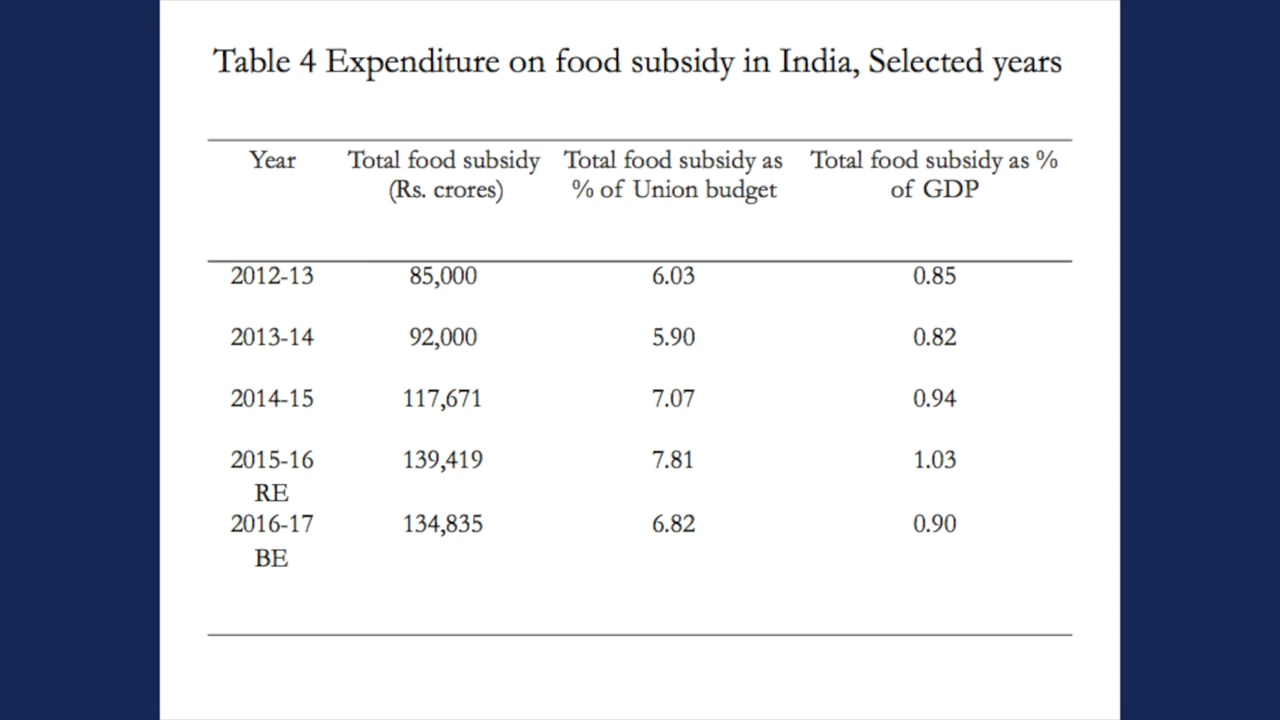 Table 4 Expenditure on food subsidy in India, Selected years
Year Total food subsidy Total food subsidy as Total food subsidy as %
(Rs. crores) % of Union budget of GDP
2012-13 85,000 6.03 0.85
2013-14 92,000 5.90 0.82
2014-15 117,671 7.07 0.94
2015-16 139,419 7.81 1.03
RE
2016-17 134,835 6.82 0.90
BE